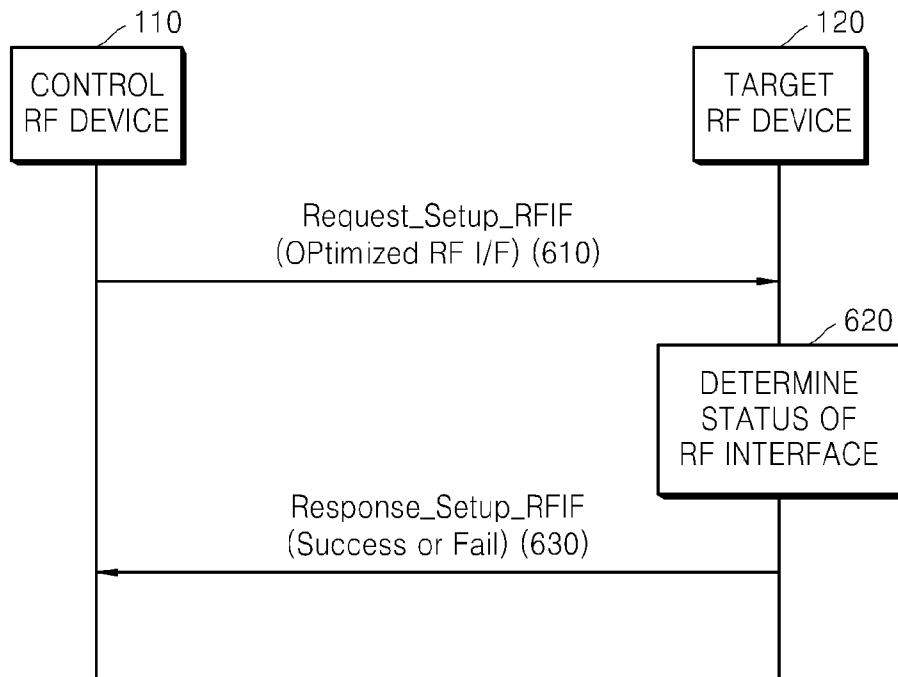 110
120
CONTROL
RF DEVICE
TARGET
RF DEVICE
Request_Setup_RFIF
(OPtimized RF I/F) (610)
620
DETERMINE
STATUS OF
RF INTERFACE
Response_Setup_RFIF
(Success or Fail) (630)